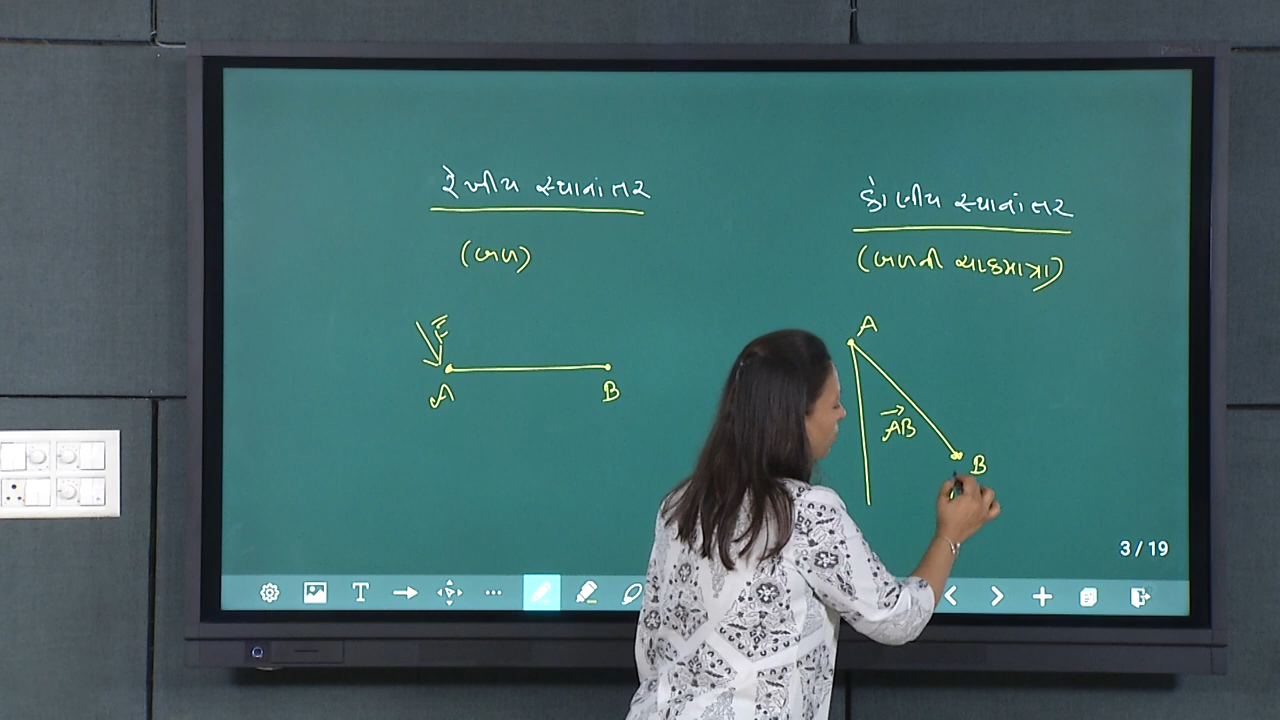 રેખીય સ્થાનાંતર
(બળ)
F
A
B
કોણીય સ્થાનાંતર
(બળની ચાકમાત્રા)
A
AB
B
3 / 19
T